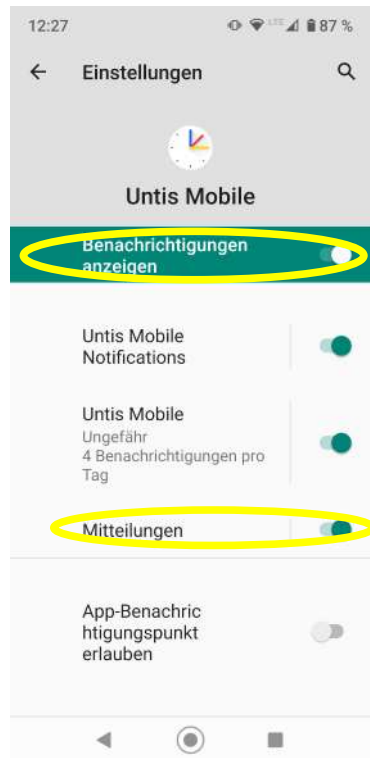 12:27 LTE 87 %
Einstellungen
Untis Mobile
Benachrichtigungen
anzeigen
Untis Mobile
Notifications
Untis Mobile
Ungefähr
4 Benachrichtigungen pro
Tag
Mitteilungen
App-Benachric
htigungspunkt
erlauben